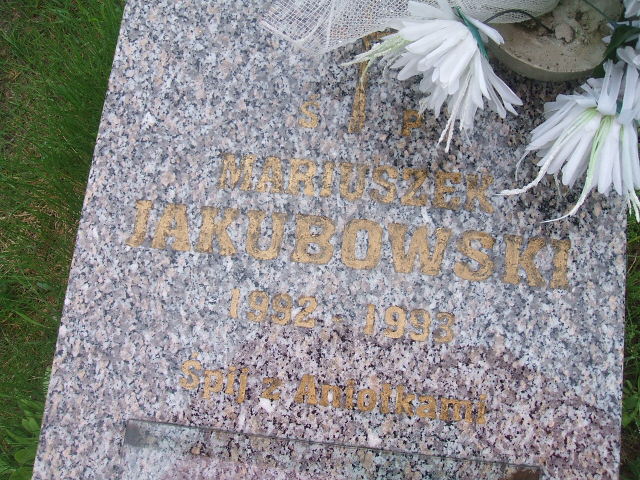 Ś P
MARIUSZEK
JAKUBOWSKI
1992 - 1993
Śpij z Aniołkami